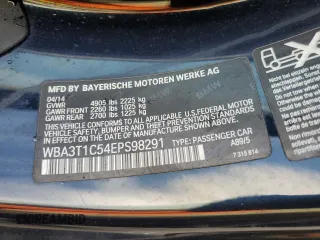 MFD BY BAYERISCHE MOTOREN WERKE AG
04/14
GVWR 4905 lbs 2225 kg
GAWR FRONT 2260 lbs 1025 kg
GAWR REAR 2700 lbs 1225 kg
THIS VEHICLE CONFORMS TO ALL APPLICABLE U.S. FEDERAL MOTOR
VEHICLE SAFETY, BUMPER, AND THEFT PREVENTION STANDARDS
IN EFFECT ON THE DATE OF MANUFACTURE SHOWN ABOVE.
WBA3T1C54EPS98291 TYPE: PASSENGER CAR
A89/5
7 315 814